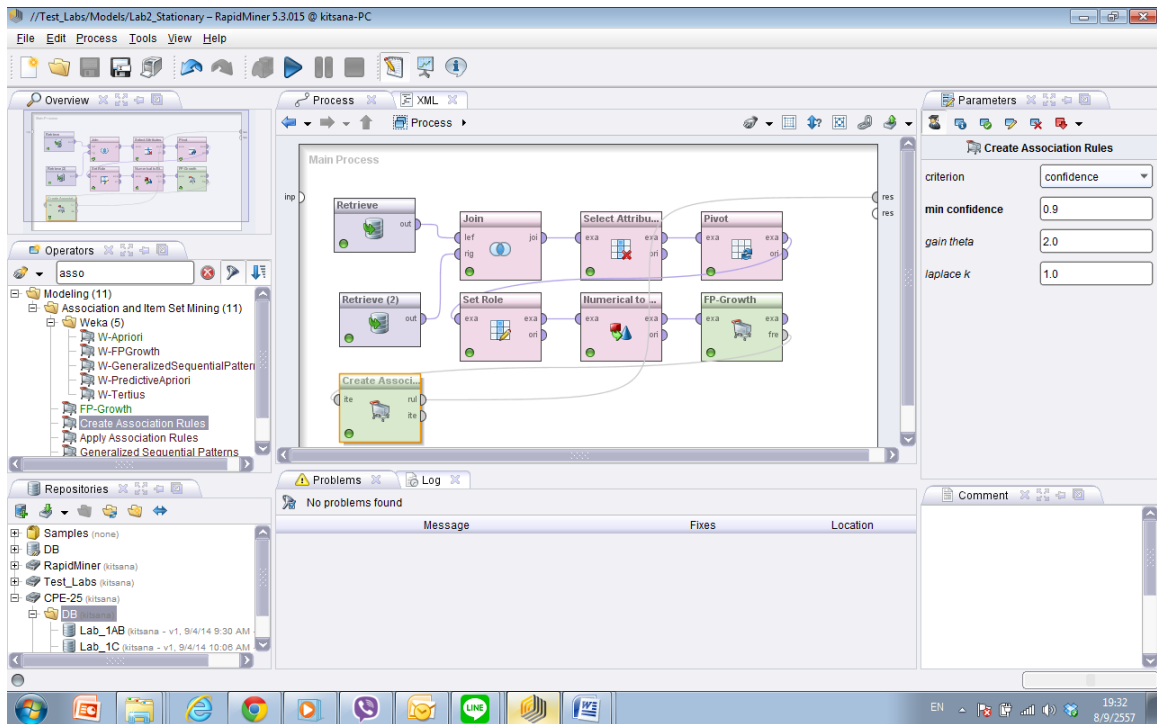 //Test_Labs/Models/Lab2_Stationary – RapidMiner 5.3.015 @ kitsana-PC
File Edit Process Tools View Help
Overview
Process
XML
Parameters
Process
Main Process
inp
res
res
Retrieve
out
Join
lef
rig
joi
Select Attribu...
exa
exa
ori
Pivot
exa
exa
ori
Retrieve (2)
out
Set Role
exa
exa
ori
Numerical to ...
exa
exa
ori
FP-Growth
exa
exa
fre
Create Associ...
ite
rul
ite
Create Association Rules
criterion confidence
min confidence 0.9
gain theta 2.0
laplace k 1.0
Operators
asso
Modeling (11)
Association and Item Set Mining (11)
Weka (5)
W-Apriori
W-FPGrowth
W-GeneralizedSequentialPatten
W-PredictiveApriori
W-Tertius
FP-Growth
Create Association Rules
Apply Association Rules
Generalized Sequential Patterns
Repositories
Samples (none)
DB
RapidMiner (kitsana)
Test_Labs (kitsana)
CPE-25 (kitsana)
DB
Lab_1AB (kitsana - v1, 9/4/14 9:30 AM
Lab_1C (kitsana - v1, 9/4/14 10:06 AM
Problems
Log
No problems found
Message Fixes Location
Comment
LINE
EN
19:32
8/9/2557